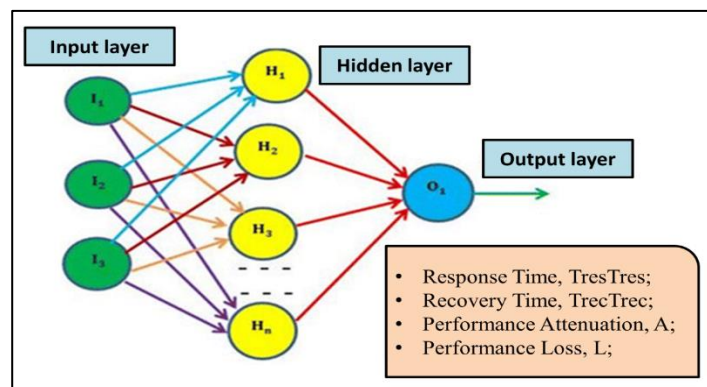 Input layer
Hidden layer
Output layer
I₁
I₂
I₃
H₁
H₂
H₃
- - -
- - -
Hₙ
O₁
• Response Time, TresTres;
• Recovery Time, TrecTrec;
• Performance Attenuation, A;
• Performance Loss, L;